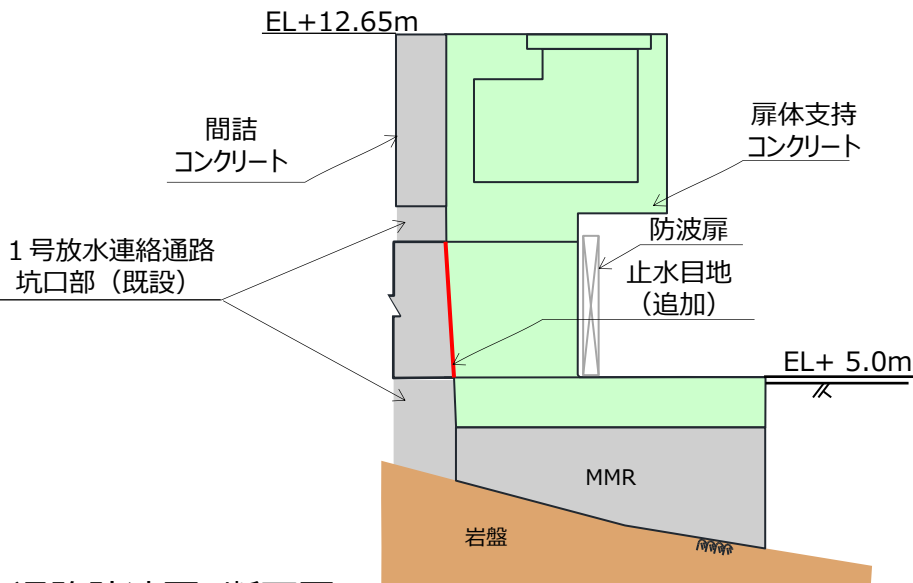 EL+12.65m
間詰
コンクリート
扉体支持
コンクリート
1号放水連絡通路
坑口部（既設）
防波扉
止水目地
（追加）
EL+ 5.0m
MMR
岩盤